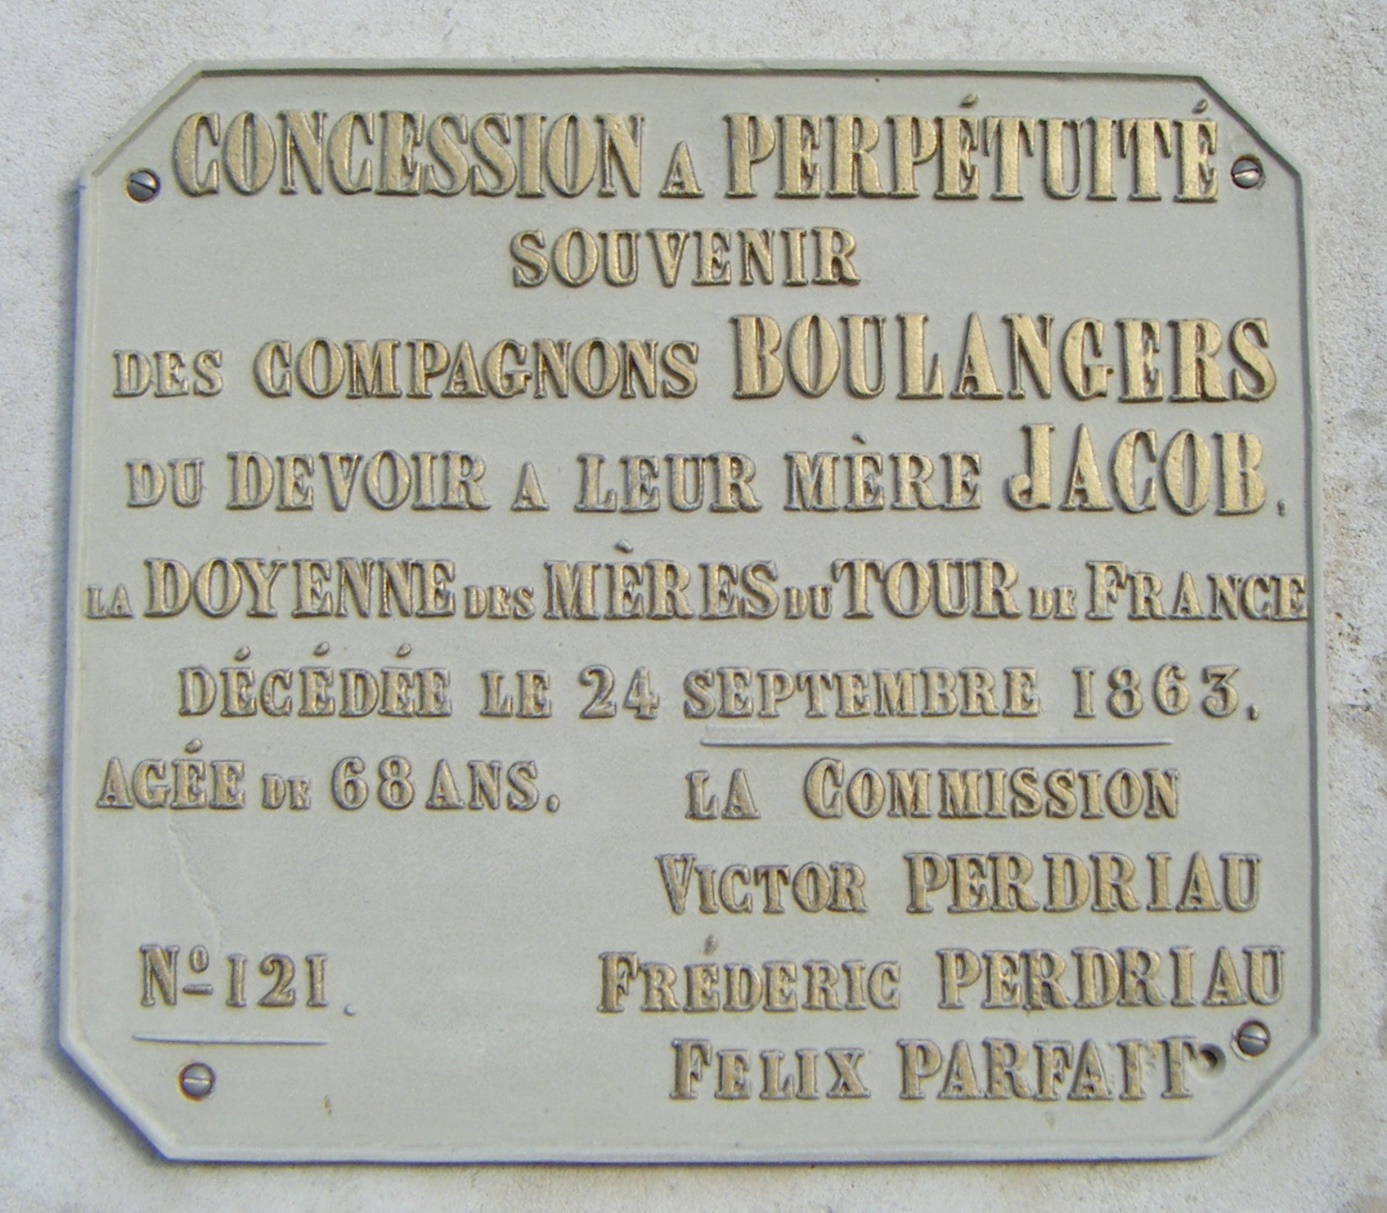 CONCESSION A PERPÉTUITÉ
SOUVENIR
DES COMPAGNONS BOULANGERS
DU DEVOIR A LEUR MÈRE JACOB.
LA DOYENNE DES MÈRES DU TOUR DE FRANCE
DÉCÉDÉE LE 24 SEPTEMBRE 1863.
AGÉE DE 68 ANS.
LA COMMISSION
VICTOR PERDRIAU
FRÉDERIC PERDRIAU
FELIX PARFAIT
Nº 121.